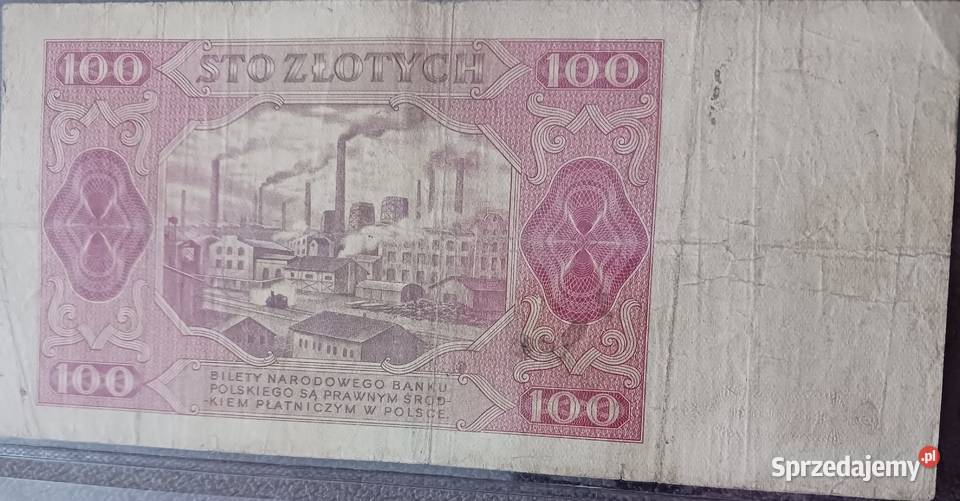 100 STO ZŁOTYCH 100
100 100
BILETY NARODOWEGO BANKU
POLSKIEGO SĄ PRAWNYM ŚROD-
-KIEM PŁATNICZYM W POLSCE.
Sprzedajemy.pl